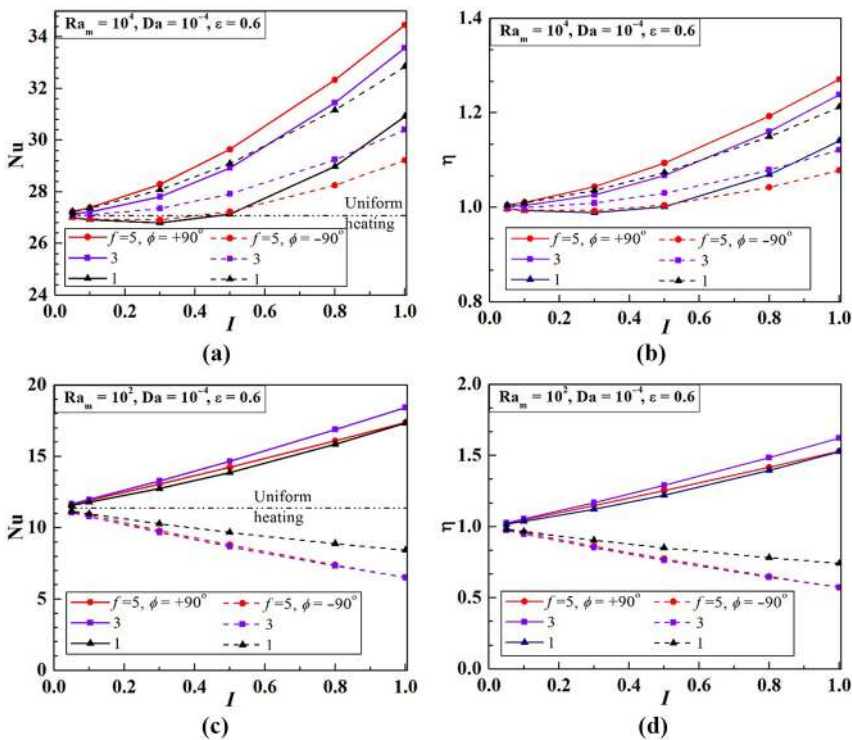 Ra_m = 10^4, Da = 10^-4, ε = 0.6
34
32
30
28
26
24
Nu
Uniform
heating
f=5, ϕ = +90°
f=5, ϕ = −90°
3
3
1
1
0.0 0.2 0.4 0.6 0.8 1.0
I
(a)
Ra_m = 10^4, Da = 10^-4, ε = 0.6
1.4
1.2
1.0
0.8
η
f=5, ϕ = +90°
f=5, ϕ = −90°
3
3
1
1
0.0 0.2 0.4 0.6 0.8 1.0
I
(b)
Ra_m = 10^2, Da = 10^-4, ε = 0.6
20
15
10
5
0
Nu
Uniform
heating
f=5, ϕ = +90°
f=5, ϕ = −90°
3
3
1
1
0.0 0.2 0.4 0.6 0.8 1.0
I
(c)
Ra_m = 10^2, Da = 10^-4, ε = 0.6
2.0
1.5
1.0
0.5
0.0
η
f=5, ϕ = +90°
f=5, ϕ = −90°
3
3
1
1
0.0 0.2 0.4 0.6 0.8 1.0
I
(d)